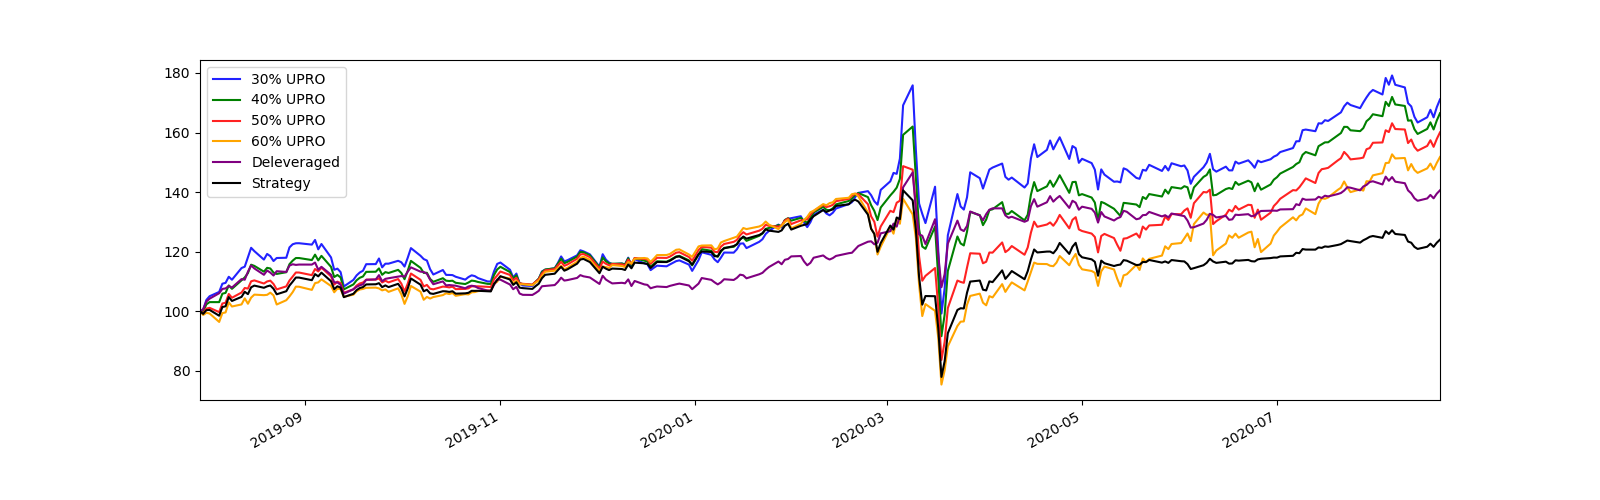 180
160
140
120
100
80
30% UPRO
40% UPRO
50% UPRO
60% UPRO
Deleveraged
Strategy
2019-09
2019-11
2020-01
2020-03
2020-05
2020-07